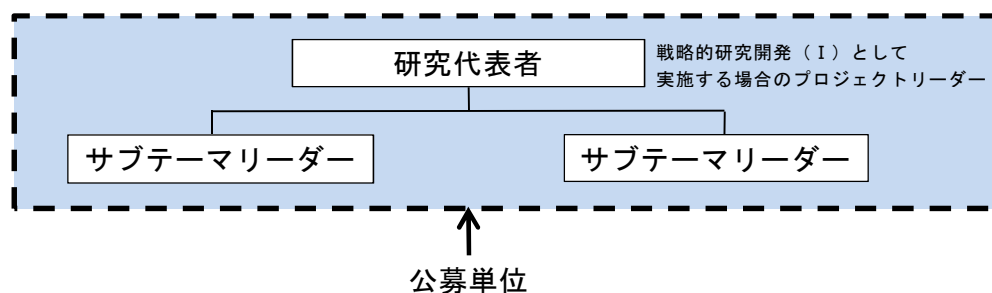 研究代表者
戦略的研究開発（Ⅰ）として
実施する場合のプロジェクトリーダー
サブテーマリーダー
サブテーマリーダー
公募単位